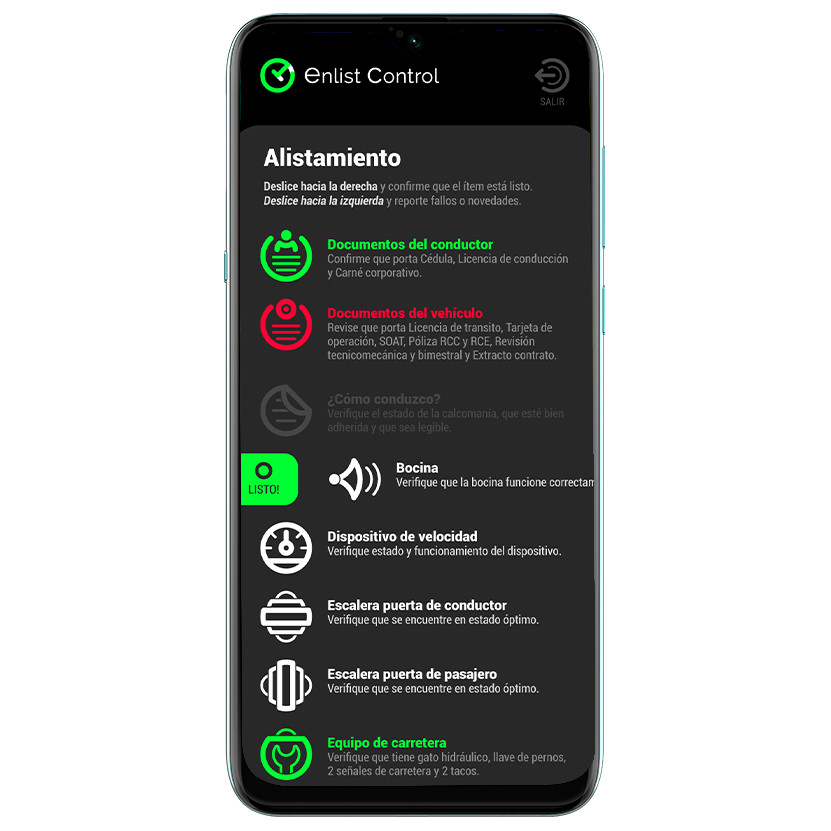 enlist Control
SALIR
Alistamiento
Deslice hacia la derecha y confirme que el ítem está listo.
Deslice hacia la izquierda y reporte fallos o novedades.
Documentos del conductor
Confirme que porta Cédula, Licencia de conducción
y Carné corporativo.
Documentos del vehículo
Revise que porta Licencia de transito, Tarjeta de
operación, SOAT, Póliza RCC y RCE, Revisión
tecnicomecánica y bimestral y Extracto contrato.
¿Cómo conduzco?
Verifique el estado de la calcomanía, que esté bien
adherida y que sea legible.
LISTO!
Bocina
Verifique que la bocina funcione correctam
Dispositivo de velocidad
Verifique estado y funcionamiento del dispositivo.
Escalera puerta de conductor
Verifique que se encuentre en estado óptimo.
Escalera puerta de pasajero
Verifique que se encuentre en estado óptimo.
Equipo de carretera
Verifique que tiene gato hidráulico, llave de pernos,
2 señales de carretera y 2 tacos.